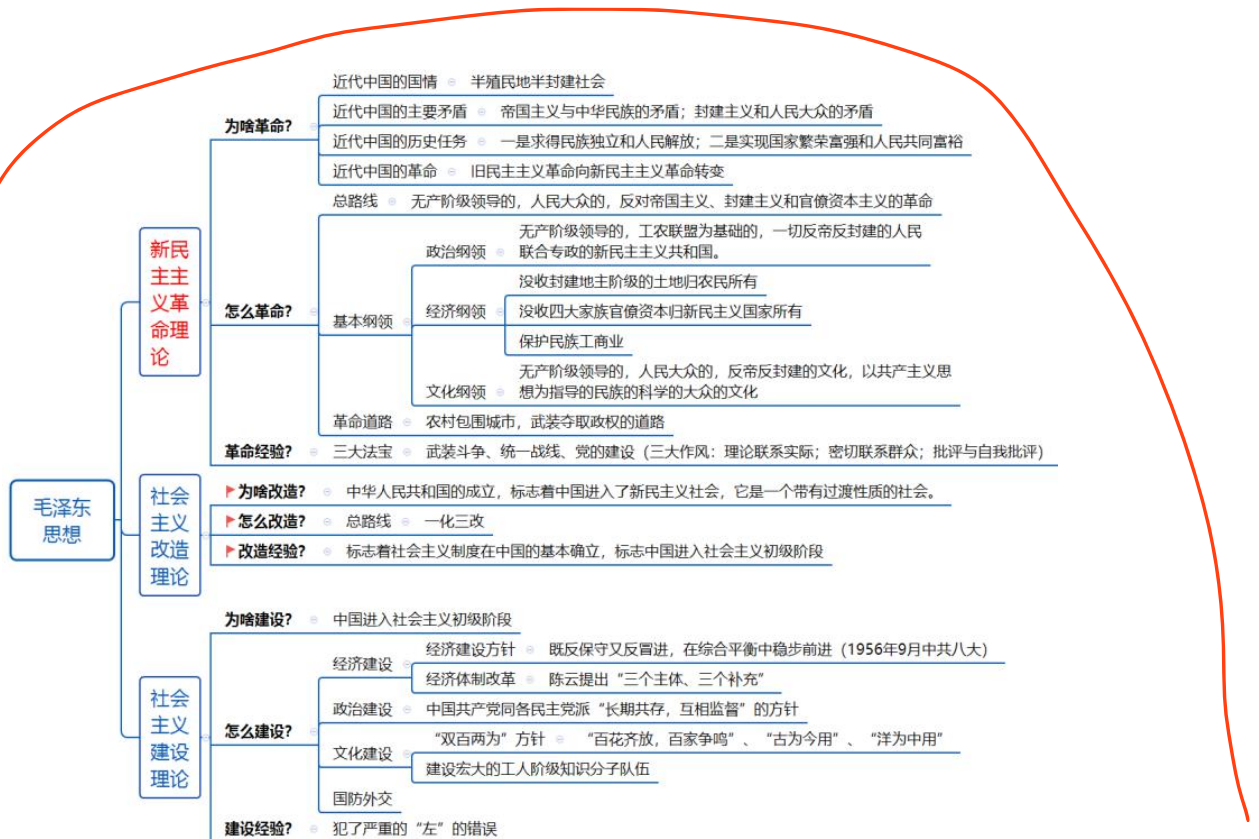 近代中国的国情 半殖民地半封建社会
近代中国的主要矛盾 帝国主义与中华民族的矛盾；封建主义和人民大众的矛盾
为啥革命？
近代中国的历史任务 一是求得民族独立和人民解放；二是实现国家繁荣富强和人民共同富裕
近代中国的革命 旧民主主义革命向新民主主义革命转变
总路线 无产阶级领导的，人民大众的，反对帝国主义、封建主义和官僚资本主义的革命
新民
主主
义革
命理
论
政治纲领 无产阶级领导的，工农联盟为基础的，一切反帝反封建的人民
联合专政的新民主主义共和国。
怎么革命？
基本纲领
经济纲领
没收封建地主阶级的土地归农民所有
没收四大家族官僚资本归新民主义国家所有
保护民族工商业
文化纲领 无产阶级领导的，人民大众的，反帝反封建的文化，以共产主义思
想为指导的民族的科学的大众的文化
革命道路 农村包围城市，武装夺取政权的道路
革命经验？ 三大法宝 武装斗争、统一战线、党的建设（三大作风：理论联系实际；密切联系群众；批评与自我批评）
毛泽东
思想
社会
主义
改造
理论
为啥改造？ 中华人民共和国的成立，标志着中国进入了新民主义社会，它是一个带有过渡性质的社会。
怎么改造？ 总路线 一化三改
改造经验？ 标志着社会主义制度在中国的基本确立，标志中国进入社会主义初级阶段
为啥建设？ 中国进入社会主义初级阶段
社会
主义
建设
理论
怎么建设？
经济建设
经济建设方针 既反保守又反冒进，在综合平衡中稳步前进（1956年9月中共八大）
经济体制改革 陈云提出“三个主体、三个补充”
政治建设 中国共产党同各民主党派“长期共存，互相监督”的方针
文化建设
“双百两为”方针 “百花齐放，百家争鸣”、“古为今用”、“洋为中用”
建设宏大的工人阶级知识分子队伍
国防外交
建设经验？ 犯了严重的“左”的错误